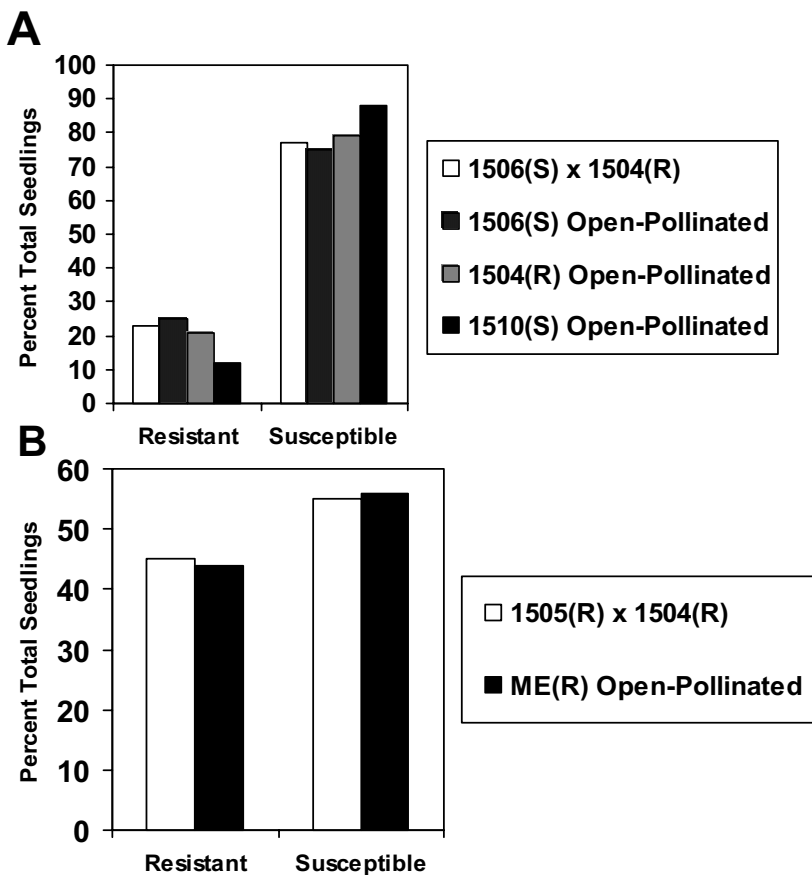 A
Percent Total Seedlings
100
90
80
70
60
50
40
30
20
10
0
Resistant
Susceptible
1506(S) x 1504(R)
1506(S) Open-Pollinated
1504(R) Open-Pollinated
1510(S) Open-Pollinated
B
Percent Total Seedlings
60
50
40
30
20
10
0
Resistant
Susceptible
1505(R) x 1504(R)
ME(R) Open-Pollinated